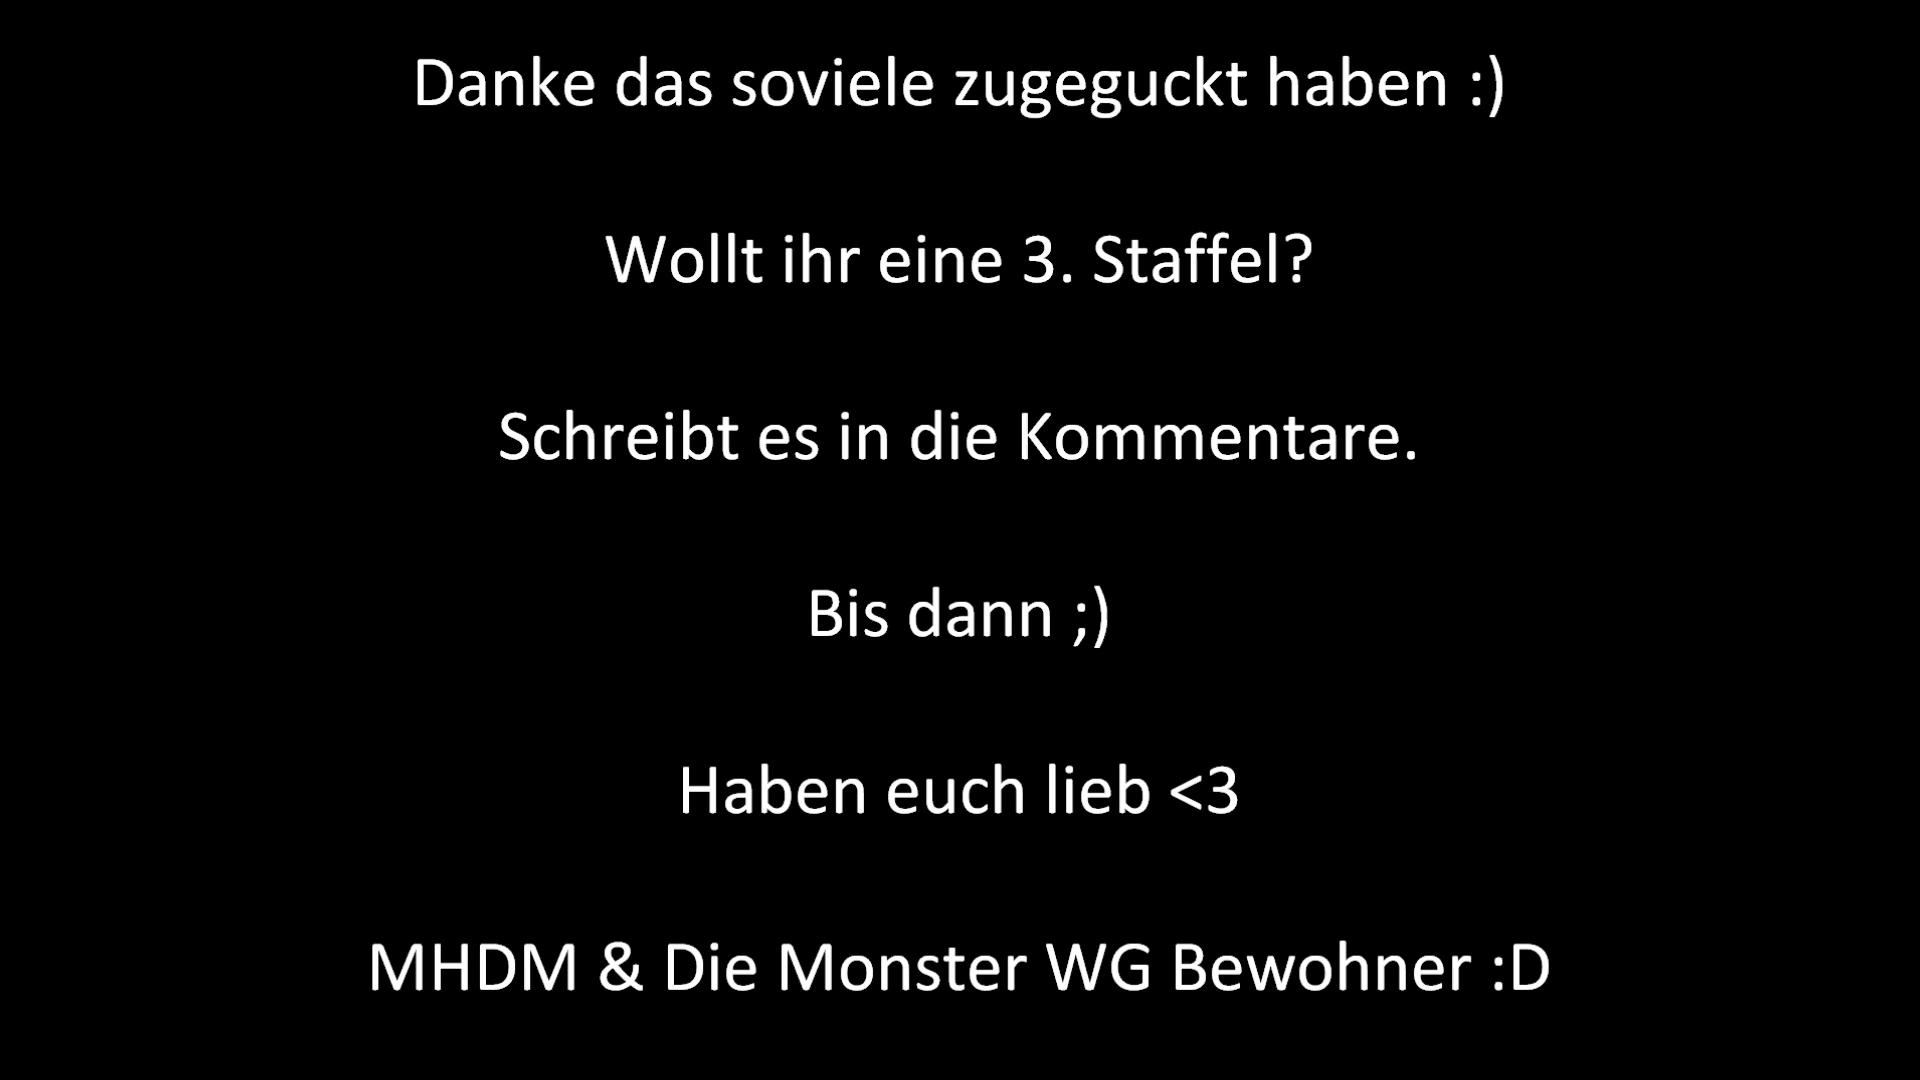 Danke das soviele zugeguckt haben :)
Wollt ihr eine 3. Staffel?
Schreibt es in die Kommentare.
Bis dann ;)
Haben euch lieb <3
MHDM & Die Monster WG Bewohner :D